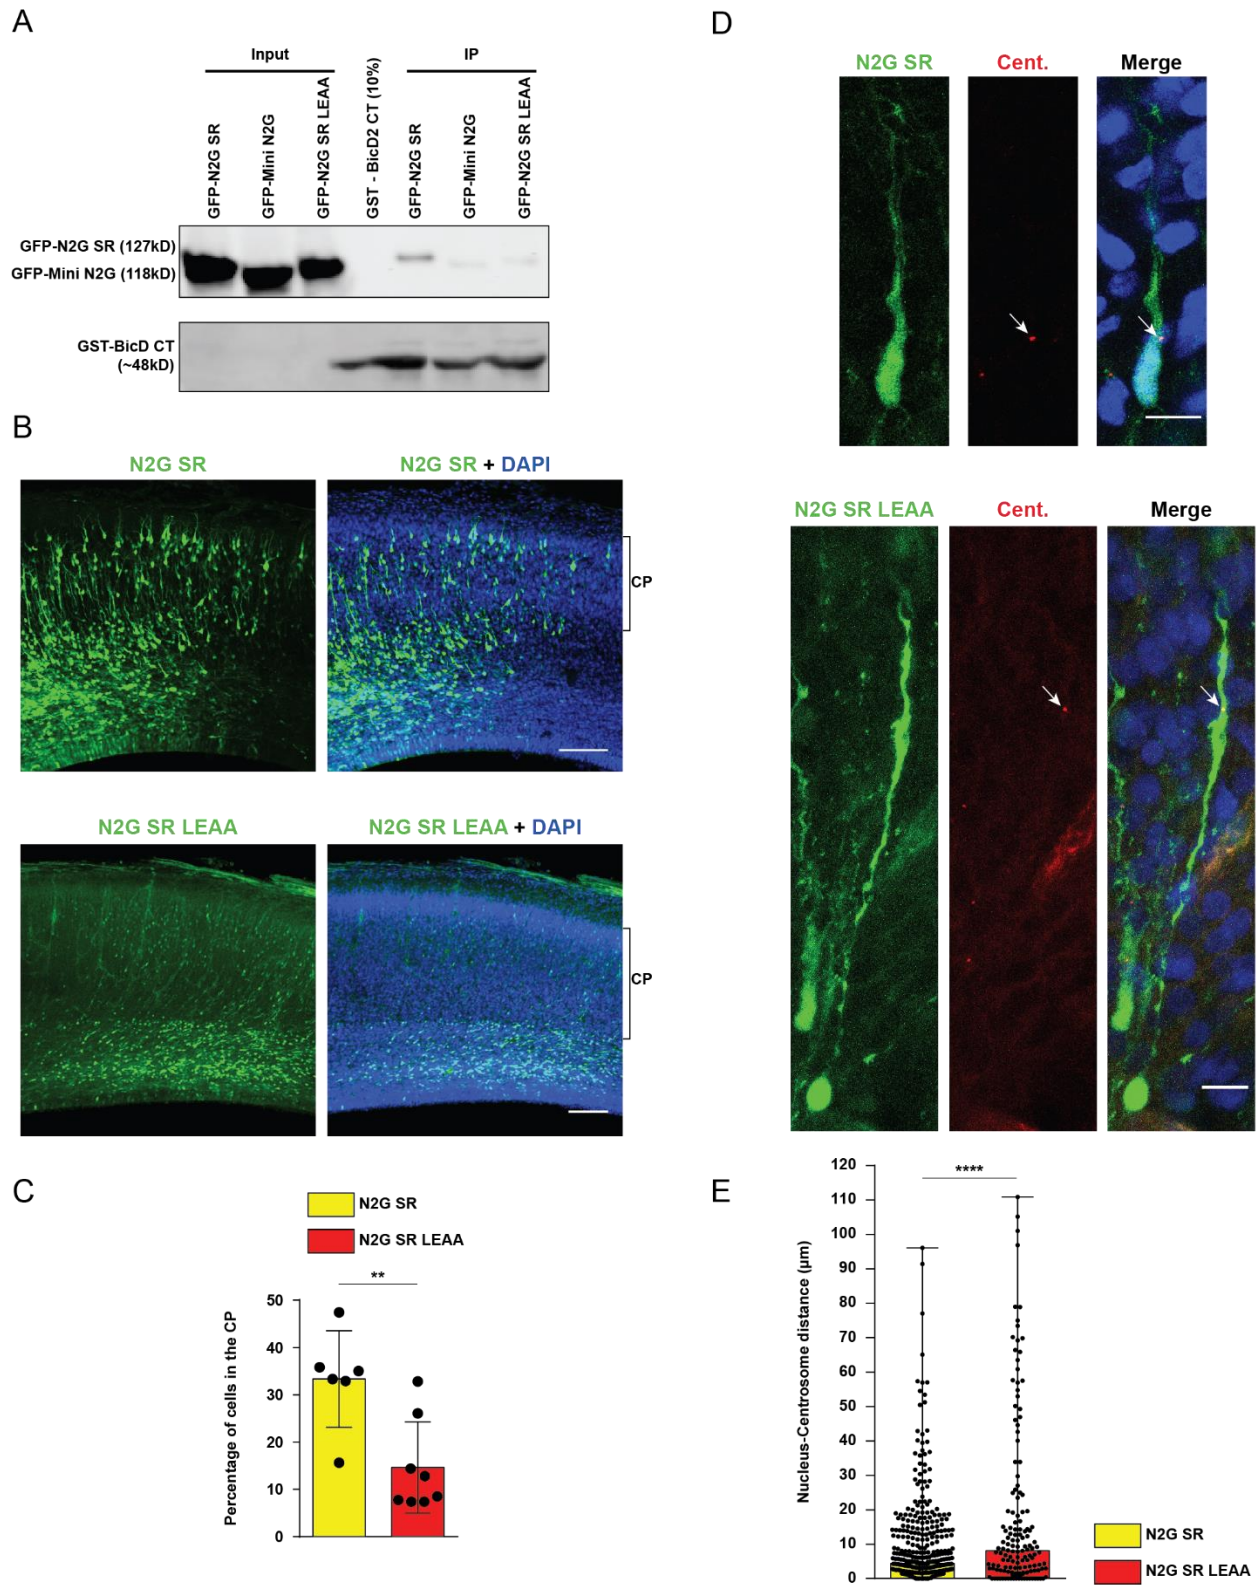 A
Input
IP
GFP-N2G SR
GFP-Mini N2G
GFP-N2G SR LEAA
GST - BicD2 CT (10%)
GFP-N2G SR
GFP-Mini N2G
GFP-N2G SR LEAA
GFP-N2G SR (127kD)
GFP-Mini N2G (118kD)
GST-BicD CT
(~48kD)
B
N2G SR
N2G SR + DAPI
CP
N2G SR LEAA
N2G SR LEAA + DAPI
CP
C
N2G SR
N2G SR LEAA
**
Percentage of cells in the CP
50
40
30
20
10
0
D
N2G SR
Cent.
Merge
N2G SR LEAA
Cent.
Merge
E
****
Nucleus-Centrosome distance (µm)
120
110
100
90
80
70
60
50
40
30
20
10
0
N2G SR
N2G SR LEAA